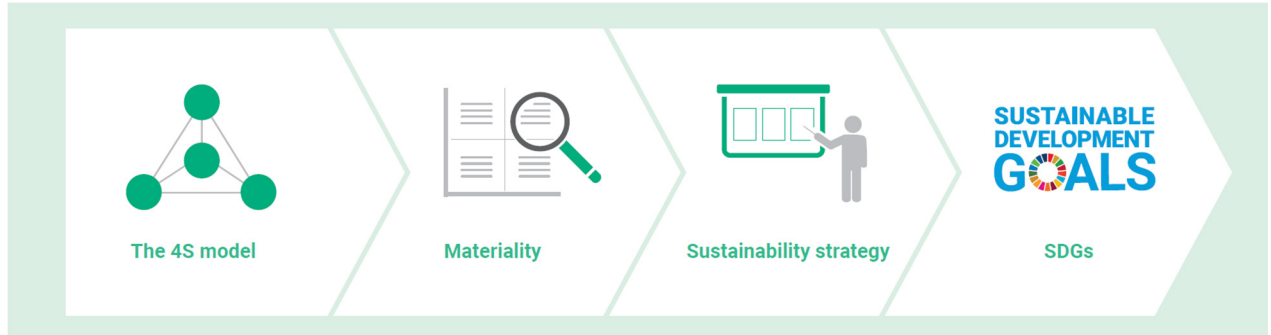 The 4S model
Materiality
Sustainability strategy
SUSTAINABLE
DEVELOPMENT
GOALS
SDGs